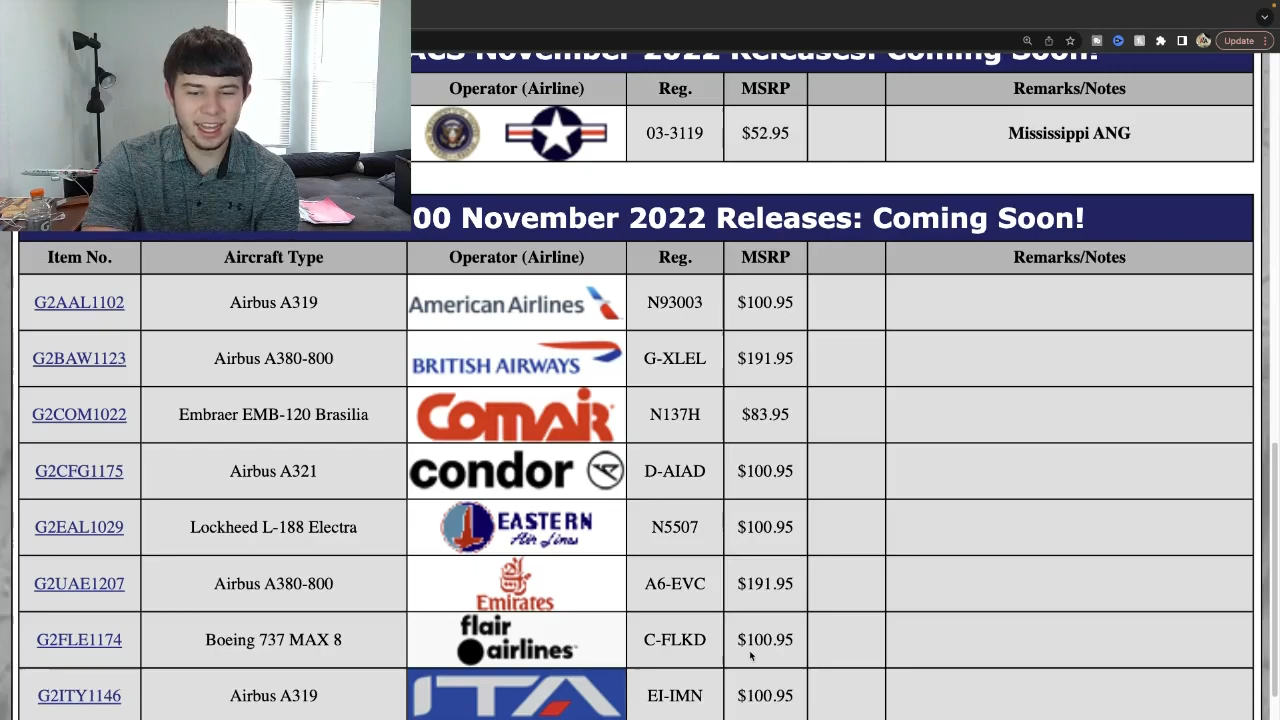 Update
November 2022 Releases: Coming Soon!
Operator (Airline) Reg. MSRP Remarks/Notes
03-3119 $52.95 Mississippi ANG
00 November 2022 Releases: Coming Soon!
Item No. Aircraft Type Operator (Airline) Reg. MSRP Remarks/Notes
G2AAL1102 Airbus A319 American Airlines N93003 $100.95
G2BAW1123 Airbus A380-800 BRITISH AIRWAYS G-XLEL $191.95
G2COM1022 Embraer EMB-120 Brasilia COMAIR N137H $83.95
G2CFG1175 Airbus A321 condor D-AIAD $100.95
G2EAL1029 Lockheed L-188 Electra EASTERN Air Lines N5507 $100.95
G2UAE1207 Airbus A380-800 Emirates A6-EVC $191.95
G2FLE1174 Boeing 737 MAX 8 flair airlines C-FLKD $100.95
G2ITY1146 Airbus A319 ITA EI-IMN $100.95